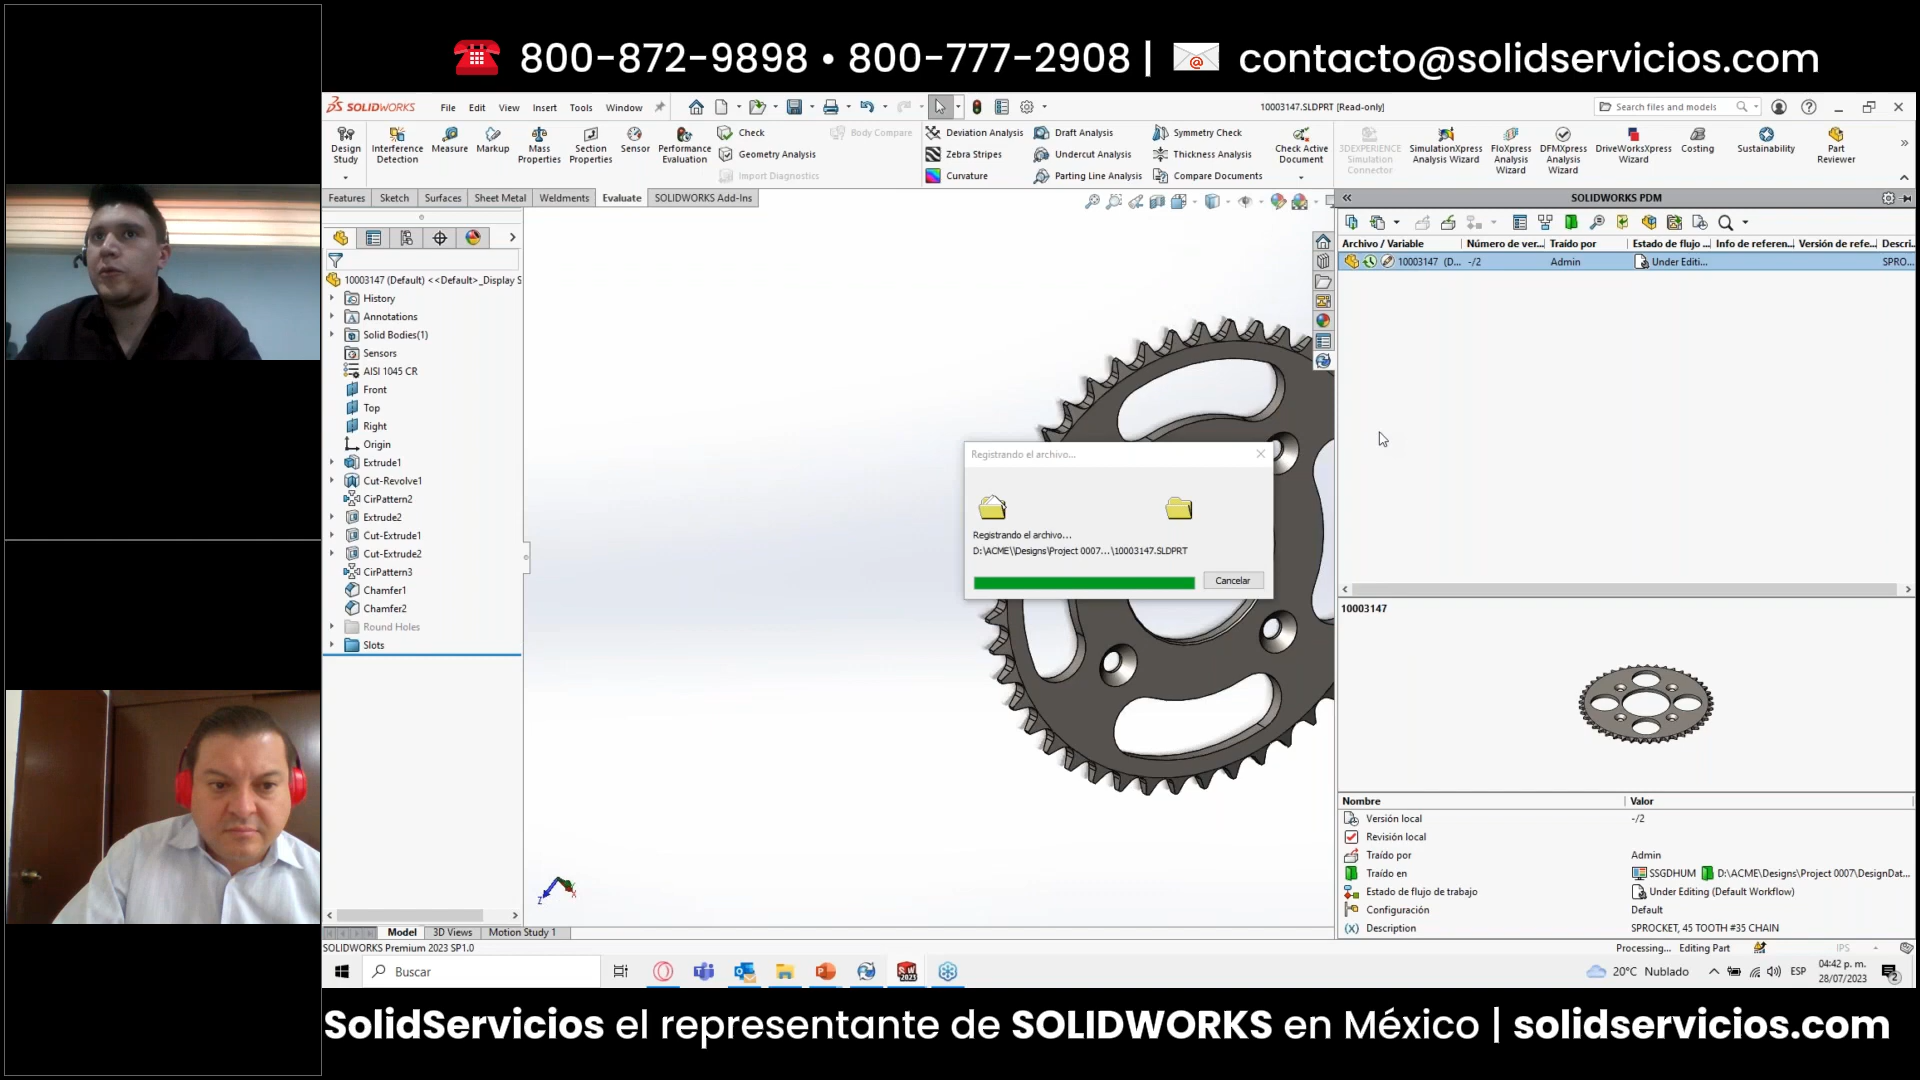 800-872-9898 • 800-777-2908 | contacto@solidservicios.com
SOLIDWORKS File Edit View Insert Tools Window 10003147.SLDPRT [Read-only] Search files and models
Design Study
Interference Detection
Measure
Markup
Mass Properties
Section Properties
Sensor
Performance Evaluation
Check
Geometry Analysis
Import Diagnostics
Body Compare
Deviation Analysis
Zebra Stripes
Curvature
Draft Analysis
Undercut Analysis
Parting Line Analysis
Symmetry Check
Thickness Analysis
Compare Documents
Check Active Document
3DEXPERIENCE Simulation Connector
SimulationXpress Analysis Wizard
FloXpress Analysis Wizard
DFMXpress Analysis Wizard
DriveWorksXpress Wizard
Costing
Sustainability
Part Reviewer
Features Sketch Surfaces Sheet Metal Weldments Evaluate SOLIDWORKS Add-Ins
10003147 (Default) <<Default>_Display S
History
Annotations
Solid Bodies(1)
Sensors
AISI 1045 CR
Front
Top
Right
Origin
Extrude1
Cut-Revolve1
CirPattern2
Extrude2
Cut-Extrude1
Cut-Extrude2
CirPattern3
Chamfer1
Chamfer2
Round Holes
Slots
Registrando el archivo...
Registrando el archivo...
D:\ACME\\Designs\Project 0007...\10003147.SLDPRT
Cancelar
SOLIDWORKS PDM
Archivo / Variable Número de ver... Traído por Estado de flujo ... Info de referen... Versión de refe... Descri...
10003147 (D... -/2 Admin Under Editi... SPRO...
10003147
Nombre Valor
Versión local -/2
Revisión local
Traído por Admin
Traído en SSGDHUM D:\ACME\Designs\Project 0007\DesignDat...
Estado de flujo de trabajo Under Editing (Default Workflow)
Configuración Default
(x) Description SPROCKET, 45 TOOTH #35 CHAIN
Z X
Model 3D Views Motion Study 1
SOLIDWORKS Premium 2023 SP1.0 Processing... Editing Part IPS
Buscar 20°C Nublado ESP 04:42 p. m.
28/07/2023 2
SolidServicios el representante de SOLIDWORKS en México | solidservicios.com